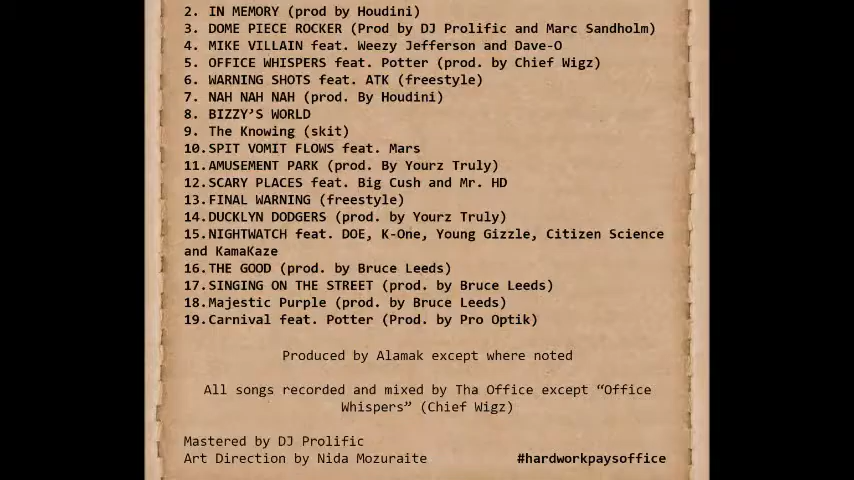 2. IN MEMORY (prod by Houdini)
3. DOME PIECE ROCKER (Prod by DJ Prolific and Marc Sandholm)
4. MIKE VILLAIN feat. Weezy Jefferson and Dave-O
5. OFFICE WHISPERS feat. Potter (prod. by Chief Wigz)
6. WARNING SHOTS feat. ATK (freestyle)
7. NAH NAH NAH (prod. By Houdini)
8. BIZZY’S WORLD
9. The Knowing (skit)
10.SPIT VOMIT FLOWS feat. Mars
11.AMUSEMENT PARK (prod. By Yourz Truly)
12.SCARY PLACES feat. Big Cush and Mr. HD
13.FINAL WARNING (freestyle)
14.DUCKLYN DODGERS (prod. by Yourz Truly)
15.NIGHTWATCH feat. DOE, K-One, Young Gizzle, Citizen Science
and KamaKaze
16.THE GOOD (prod. by Bruce Leeds)
17.SINGING ON THE STREET (prod. by Bruce Leeds)
18.Majestic Purple (prod. by Bruce Leeds)
19.Carnival feat. Potter (Prod. by Pro Optik)
Produced by Alamak except where noted
All songs recorded and mixed by Tha Office except “Office
Whispers” (Chief Wigz)
Mastered by DJ Prolific
Art Direction by Nida Mozuraite #hardworkpaysoffice